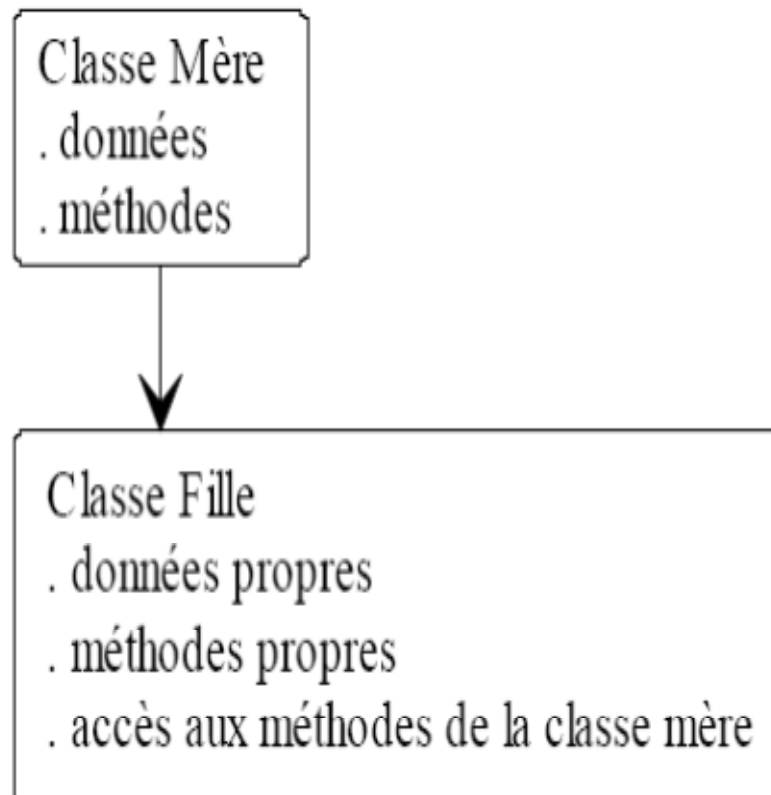 Classe Mère
. données
. méthodes
Classe Fille
. données propres
. méthodes propres
. accès aux méthodes de la classe mère